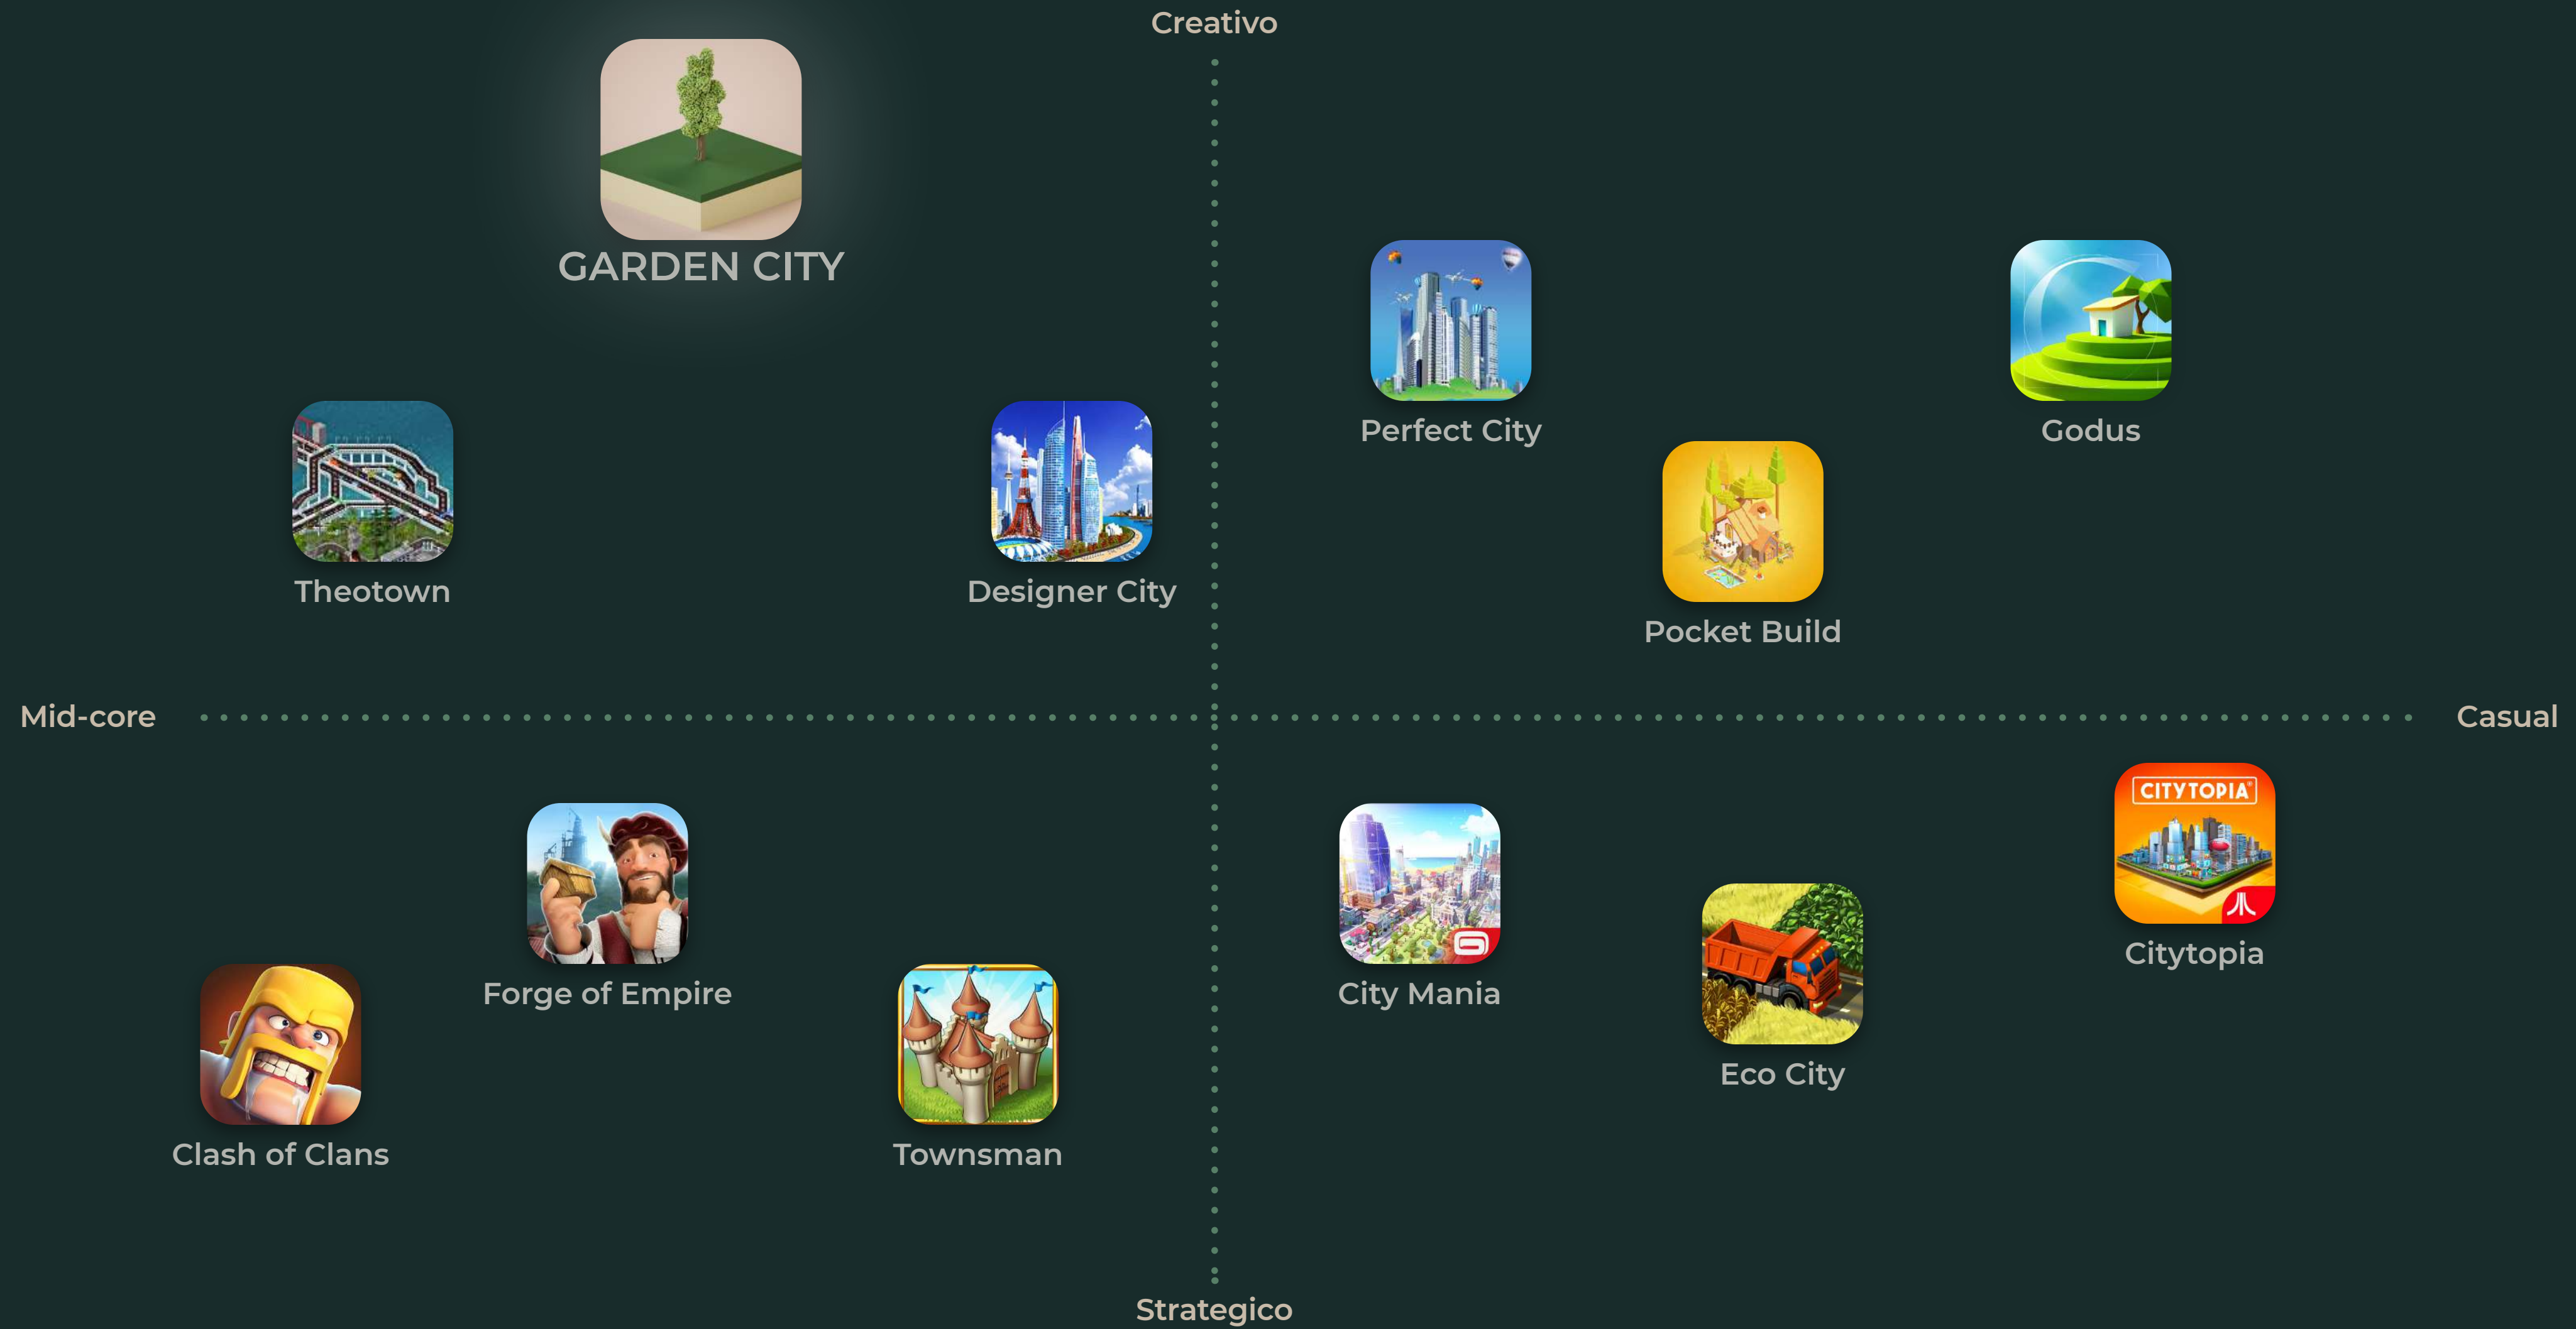 Creativo
GARDEN CITY
Perfect City
Godus
Theotown
Designer City
Pocket Build
Mid-core
Casual
CITYTOPIA
Forge of Empire
City Mania
Citytopia
Eco City
Clash of Clans
Townsman
Strategico